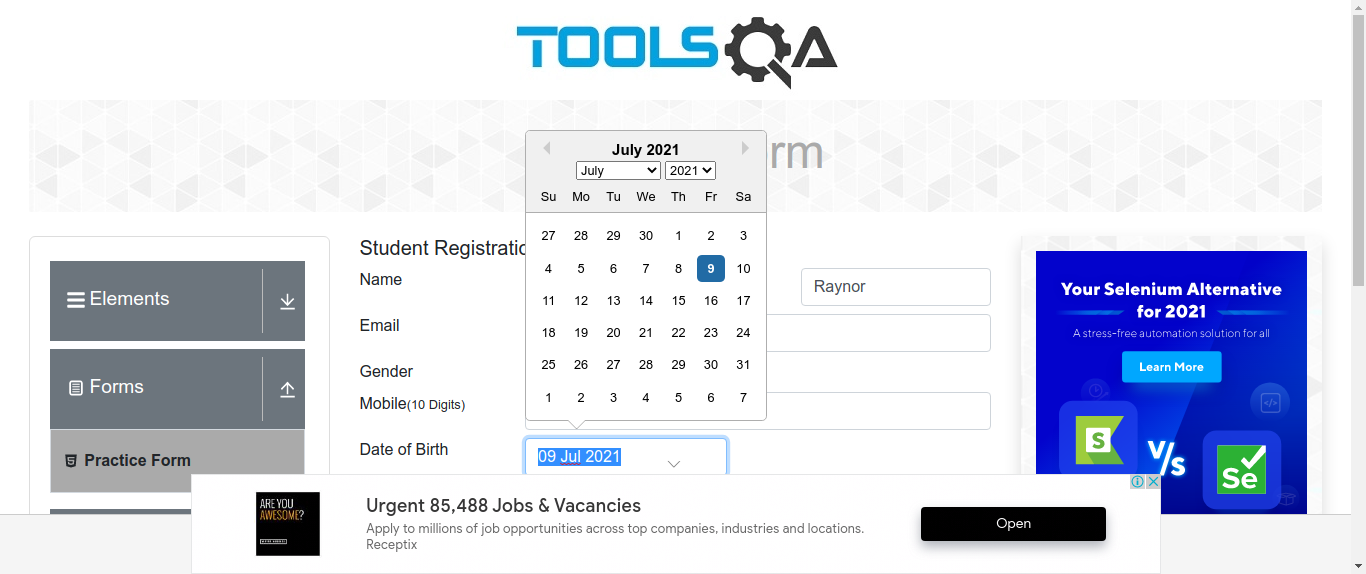 TOOLSQA
rm
July 2021
July 2021
Su Mo Tu We Th Fr Sa
27 28 29 30 1 2 3
4 5 6 7 8 9 10
11 12 13 14 15 16 17
18 19 20 21 22 23 24
25 26 27 28 29 30 31
1 2 3 4 5 6 7
Elements
Forms
Practice Form
Student Registratio
Name
Raynor
Email
Gender
Mobile(10 Digits)
Date of Birth
09 Jul 2021
Your Selenium Alternative
for 2021
A stress-free automation solution for all
Learn More
S
V/s
Se
ARE YOU
AWESOME?
Urgent 85,488 Jobs & Vacancies
Apply to millions of job opportunities across top companies, industries and locations.
Receptix
Open